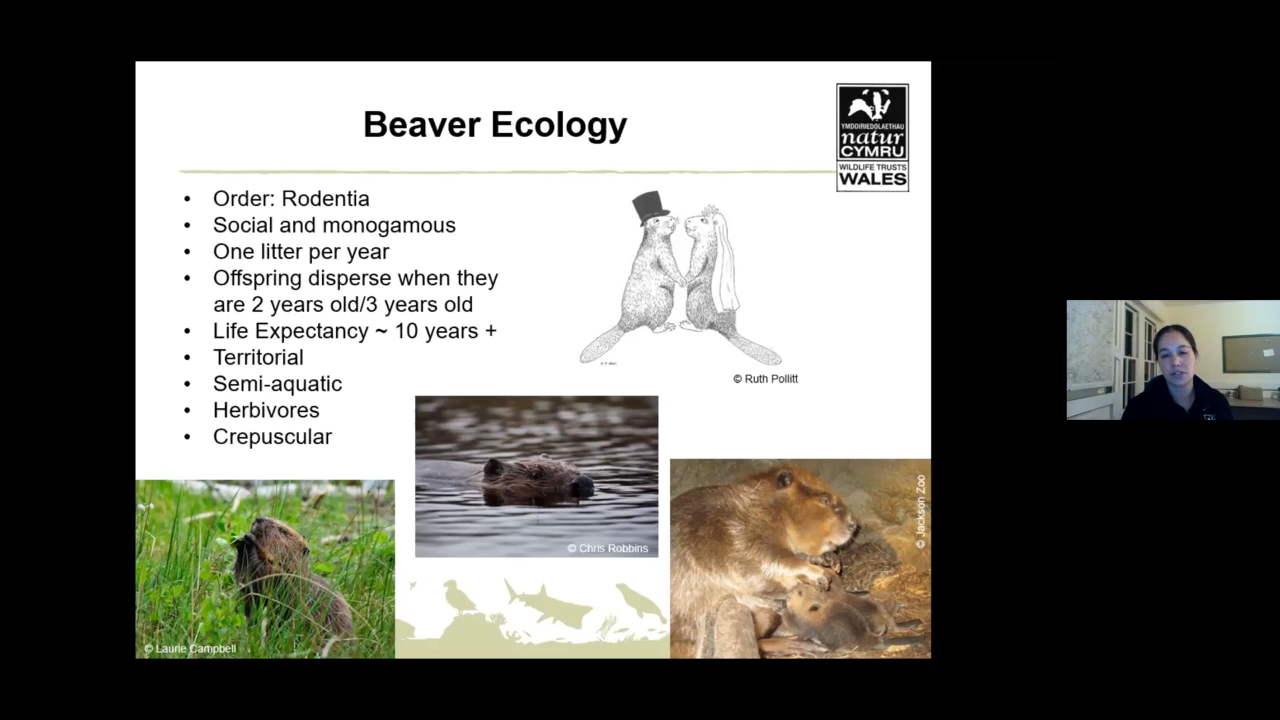 Beaver Ecology
YMDDIRIEDOLAETHAU
natur
CYMRU
WILDLIFE TRUSTS
WALES
• Order: Rodentia
• Social and monogamous
• One litter per year
• Offspring disperse when they
are 2 years old/3 years old
• Life Expectancy ~ 10 years +
• Territorial
• Semi-aquatic
• Herbivores
• Crepuscular
© Ruth Pollitt
© Chris Robbins
© Jackson Zoo
© Laurie Campbell